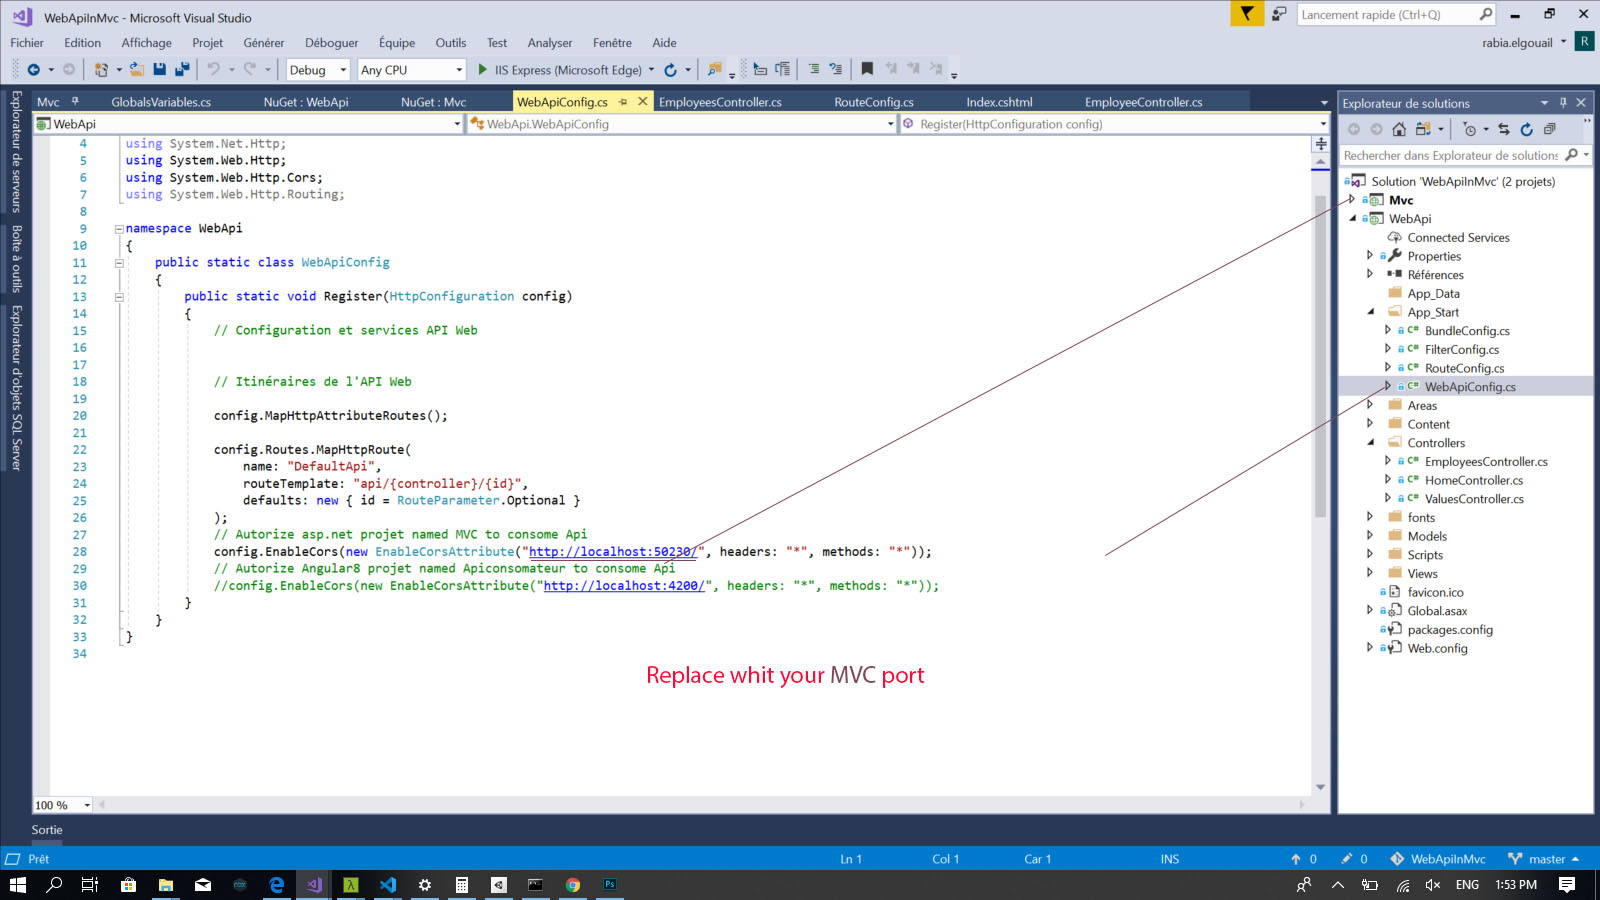 WebApiInMvc - Microsoft Visual Studio
Lancement rapide (Ctrl+Q)
Fichier Edition Affichage Projet Générer Déboguer Équipe Outils Test Analyser Fenêtre Aide
rabia.elgouail R
Debug Any CPU IIS Express (Microsoft Edge)
Mvc GlobalsVariables.cs NuGet : WebApi NuGet : Mvc WebApiConfig.cs EmployeesController.cs RouteConfig.cs Index.cshtml EmployeeController.cs
WebApi WebApi.WebApiConfig Register(HttpConfiguration config)
Explorateur de serveurs
Boîte à outils
Explorateur d'objets SQL Server
4 using System.Net.Http;
5 using System.Web.Http;
6 using System.Web.Http.Cors;
7 using System.Web.Http.Routing;
8
9 namespace WebApi
10 {
11 public static class WebApiConfig
12 {
13 public static void Register(HttpConfiguration config)
14 {
15 // Configuration et services API Web
16
17
18 // Itinéraires de l'API Web
19
20 config.MapHttpAttributeRoutes();
21
22 config.Routes.MapHttpRoute(
23 name: "DefaultApi",
24 routeTemplate: "api/{controller}/{id}",
25 defaults: new { id = RouteParameter.Optional }
26 );
27 // Autorize asp.net projet named MVC to consome Api
28 config.EnableCors(new EnableCorsAttribute("http://localhost:50230/", headers: "*", methods: "*"));
29 // Autorize Angular8 projet named Apiconsomateur to consome Api
30 //config.EnableCors(new EnableCorsAttribute("http://localhost:4200/", headers: "*", methods: "*"));
31 }
32 }
33 }
34
Replace whit your MVC port
100 %
Explorateur de solutions
Rechercher dans Explorateur de solutions
Solution 'WebApiInMvc' (2 projets)
Mvc
WebApi
Connected Services
Properties
Références
App_Data
App_Start
C# BundleConfig.cs
C# FilterConfig.cs
C# RouteConfig.cs
C# WebApiConfig.cs
Areas
Content
Controllers
C# EmployeesController.cs
C# HomeController.cs
C# ValuesController.cs
fonts
Models
Scripts
Views
favicon.ico
Global.asax
packages.config
Web.config
Sortie
Prêt Ln 1 Col 1 Car 1 INS 0 0 WebApiInMvc master
Ps ENG 1:53 PM